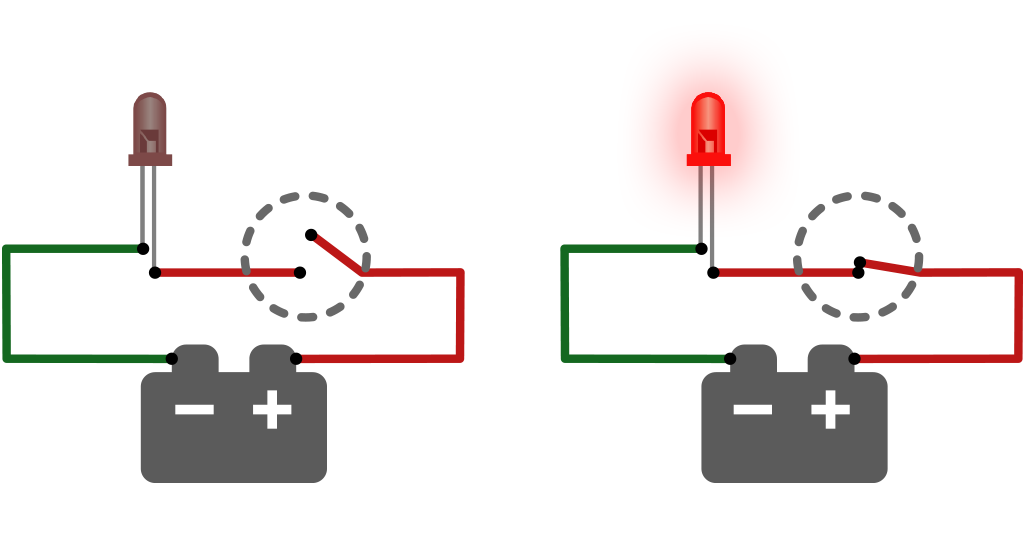 − + − +